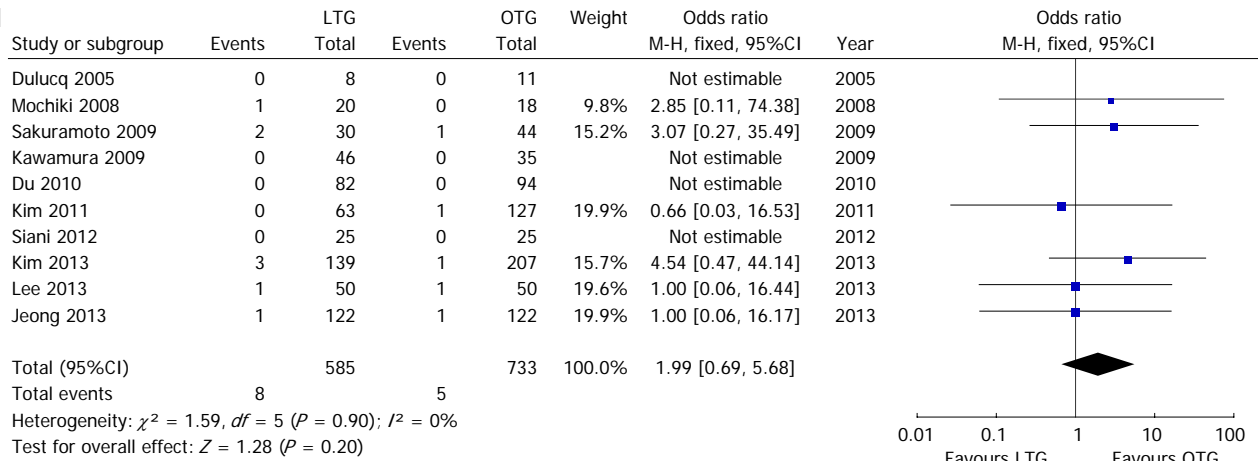 LTG OTG Weight Odds ratio Odds ratio
Study or subgroup Events Total Events Total M-H, fixed, 95%CI Year M-H, fixed, 95%CI
Dulucq 2005 0 8 0 11 Not estimable 2005
Mochiki 2008 1 20 0 18 9.8% 2.85 [0.11, 74.38] 2008
Sakuramoto 2009 2 30 1 44 15.2% 3.07 [0.27, 35.49] 2009
Kawamura 2009 0 46 0 35 Not estimable 2009
Du 2010 0 82 0 94 Not estimable 2010
Kim 2011 0 63 1 127 19.9% 0.66 [0.03, 16.53] 2011
Siani 2012 0 25 0 25 Not estimable 2012
Kim 2013 3 139 1 207 15.7% 4.54 [0.47, 44.14] 2013
Lee 2013 1 50 1 50 19.6% 1.00 [0.06, 16.44] 2013
Jeong 2013 1 122 1 122 19.9% 1.00 [0.06, 16.17] 2013
Total (95%CI) 585 733 100.0% 1.99 [0.69, 5.68]
Total events 8 5
Heterogeneity: χ² = 1.59, df = 5 (P = 0.90); I² = 0%
Test for overall effect: Z = 1.28 (P = 0.20)
0.01 0.1 1 10 100
Favours LTG Favours OTG